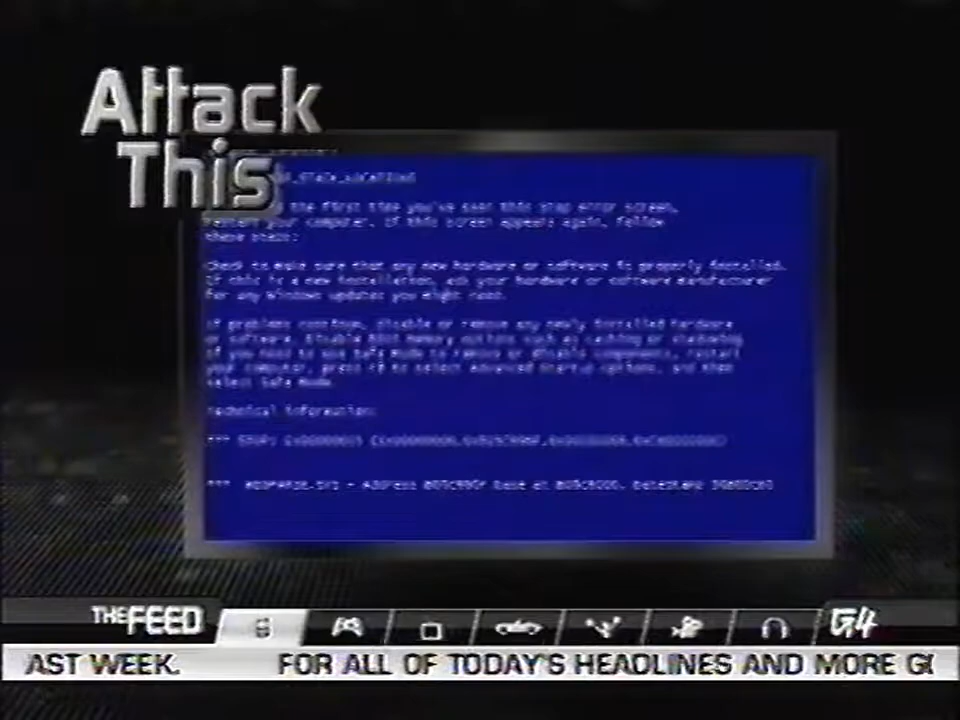 Attack
This
the first time you've seen this stop error screen,
restart your computer. If this screen appears again, follow
these steps:
Check to make sure that any new hardware or software is properly installed.
If this is a new installation, ask your hardware or software manufacturer
for any Windows updates you might need.
If problems continue, disable or remove any newly installed hardware
or software. Disable BIOS memory options such as caching or shadowing
If you need to use Safe Mode to remove or disable components, restart
your computer, press F8 to select Advanced Startup Options, and then
select Safe Mode.
Technical information:
*** STOP:
*** Address base at DateStamp
THE FEED G4
AST WEEK. FOR ALL OF TODAY'S HEADLINES AND MORE